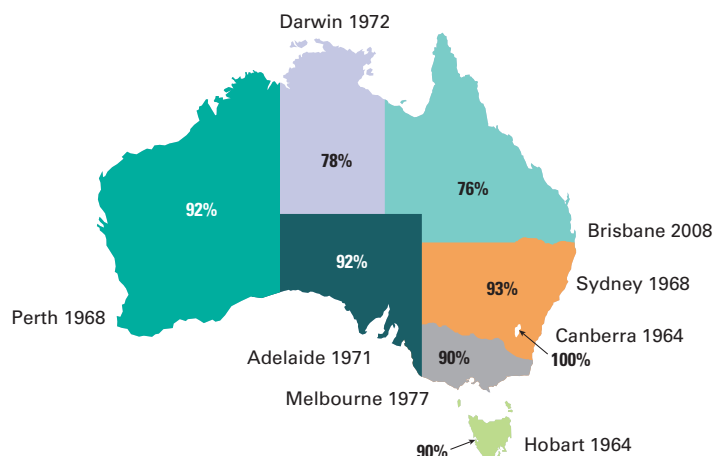 Darwin 1972
78%
76%
92%
Brisbane 2008
92%
93%
Sydney 1968
Perth 1968
Canberra 1964
Adelaide 1971
90%
100%
Melbourne 1977
90%
Hobart 1964